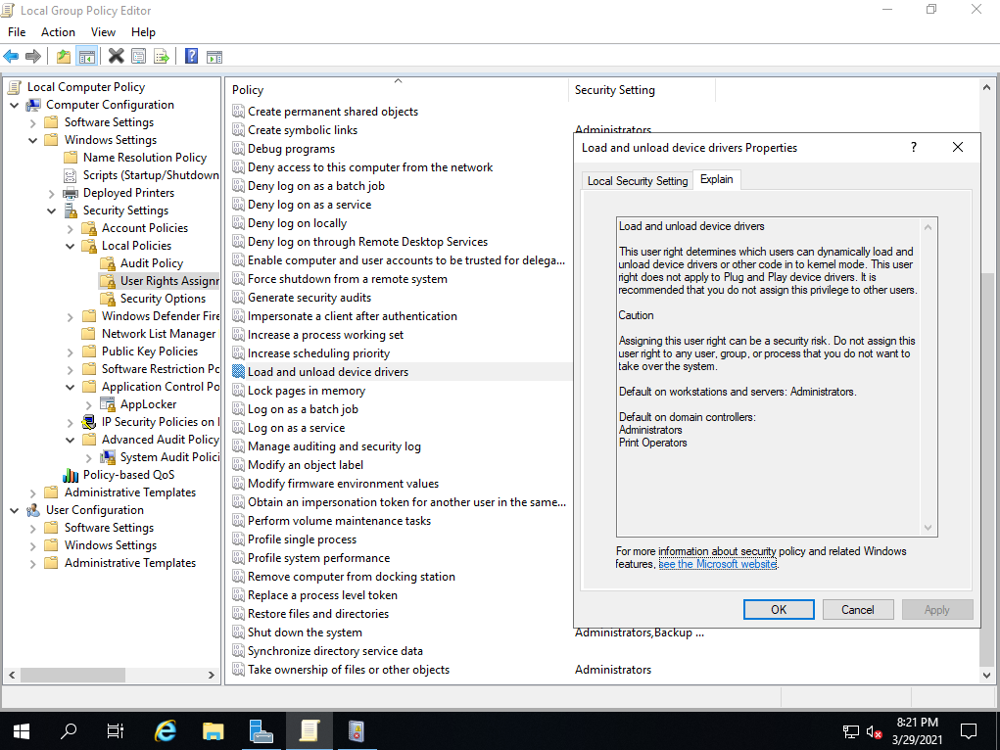 Local Group Policy Editor
File Action View Help
Local Computer Policy
Computer Configuration
Software Settings
Windows Settings
Name Resolution Policy
Scripts (Startup/Shutdown
Deployed Printers
Security Settings
Account Policies
Local Policies
Audit Policy
User Rights Assignr
Security Options
Windows Defender Fire
Network List Manager
Public Key Policies
Software Restriction Po
Application Control Po
AppLocker
IP Security Policies on
Advanced Audit Policy
System Audit Polici
Policy-based QoS
Administrative Templates
User Configuration
Software Settings
Windows Settings
Administrative Templates
Policy Security Setting
Create permanent shared objects
Create symbolic links Administrators
Debug programs
Deny access to this computer from the network
Deny log on as a batch job
Deny log on as a service
Deny log on locally
Deny log on through Remote Desktop Services
Enable computer and user accounts to be trusted for delega...
Force shutdown from a remote system
Generate security audits
Impersonate a client after authentication
Increase a process working set
Increase scheduling priority
Load and unload device drivers
Lock pages in memory
Log on as a batch job
Log on as a service
Manage auditing and security log
Modify an object label
Modify firmware environment values
Obtain an impersonation token for another user in the same...
Perform volume maintenance tasks
Profile single process
Profile system performance
Remove computer from docking station
Replace a process level token
Restore files and directories
Shut down the system Administrators,Backup ...
Synchronize directory service data
Take ownership of files or other objects Administrators
Load and unload device drivers Properties ?
Local Security Setting Explain
Load and unload device drivers
This user right determines which users can dynamically load and
unload device drivers or other code in to kernel mode. This user
right does not apply to Plug and Play device drivers. It is
recommended that you do not assign this privilege to other users.
Caution
Assigning this user right can be a security risk. Do not assign this
user right to any user, group, or process that you do not want to
take over the system.
Default on workstations and servers: Administrators.
Default on domain controllers:
Administrators
Print Operators
For more information about security policy and related Windows
features, see the Microsoft website.
OK Cancel Apply
8:21 PM
3/29/2021